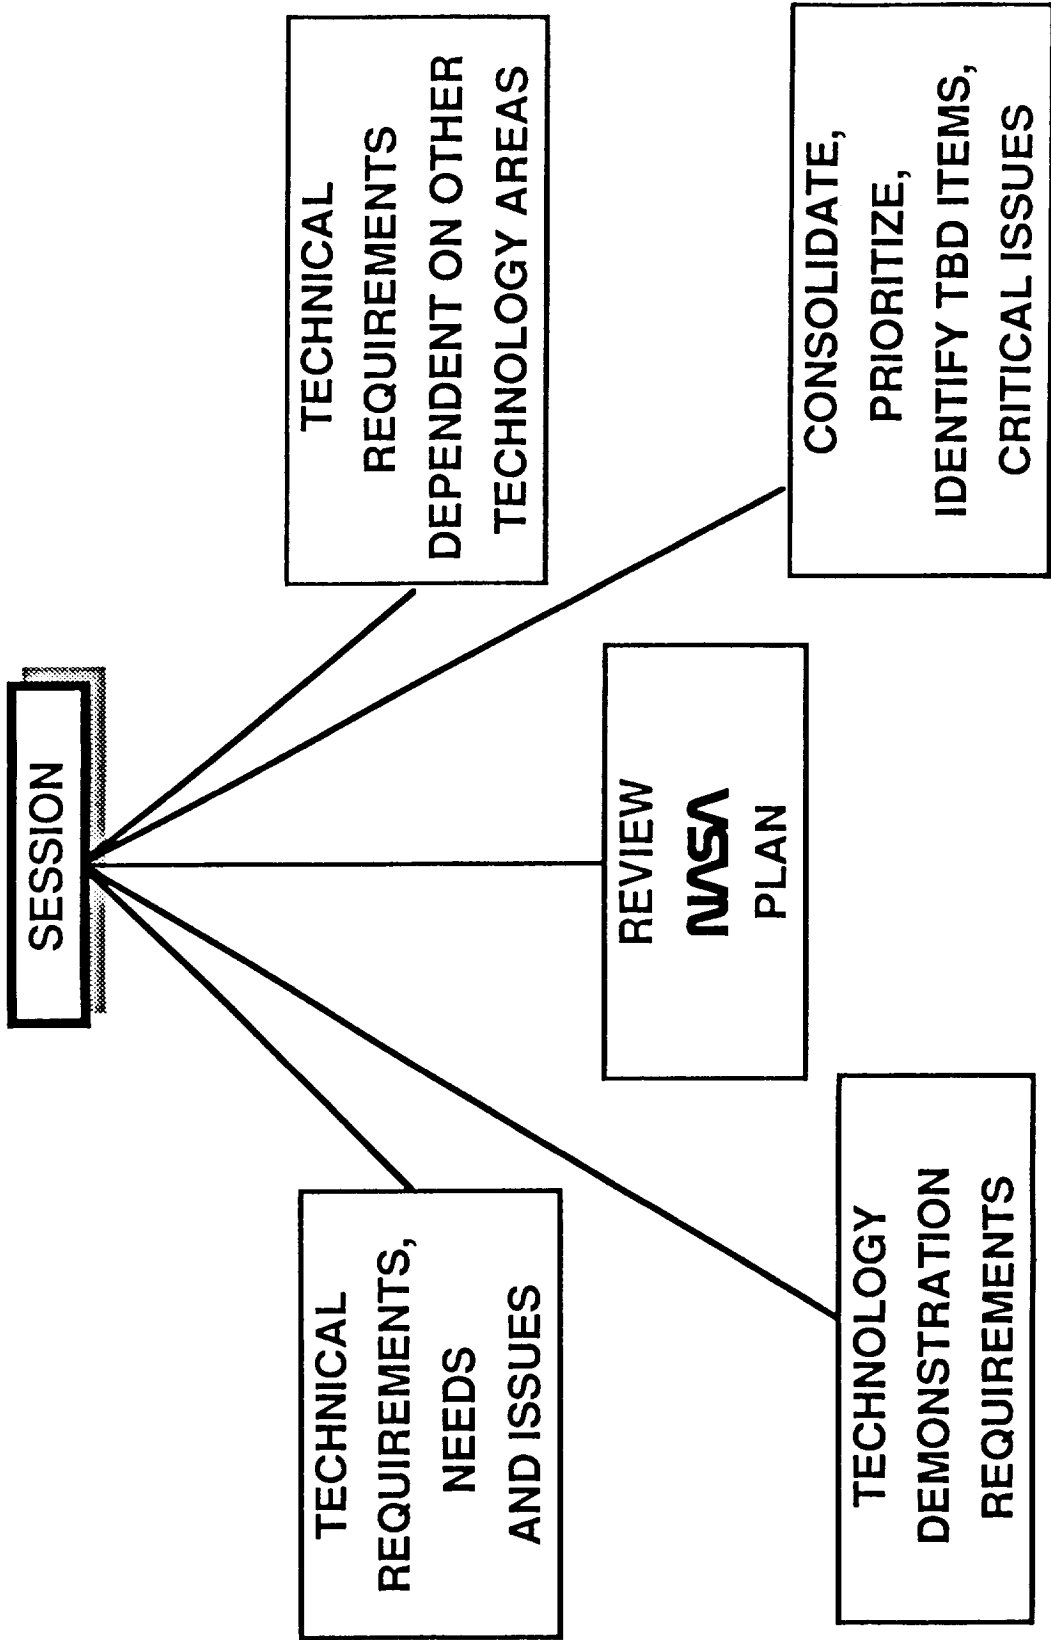 SESSION
TECHNICAL
REQUIREMENTS,
NEEDS
AND ISSUES
TECHNICAL
REQUIREMENTS
DEPENDENT ON OTHER
TECHNOLOGY AREAS
REVIEW
NASA
PLAN
TECHNOLOGY
DEMONSTRATION
REQUIREMENTS
CONSOLIDATE,
PRIORITIZE,
IDENTIFY TBD ITEMS,
CRITICAL ISSUES